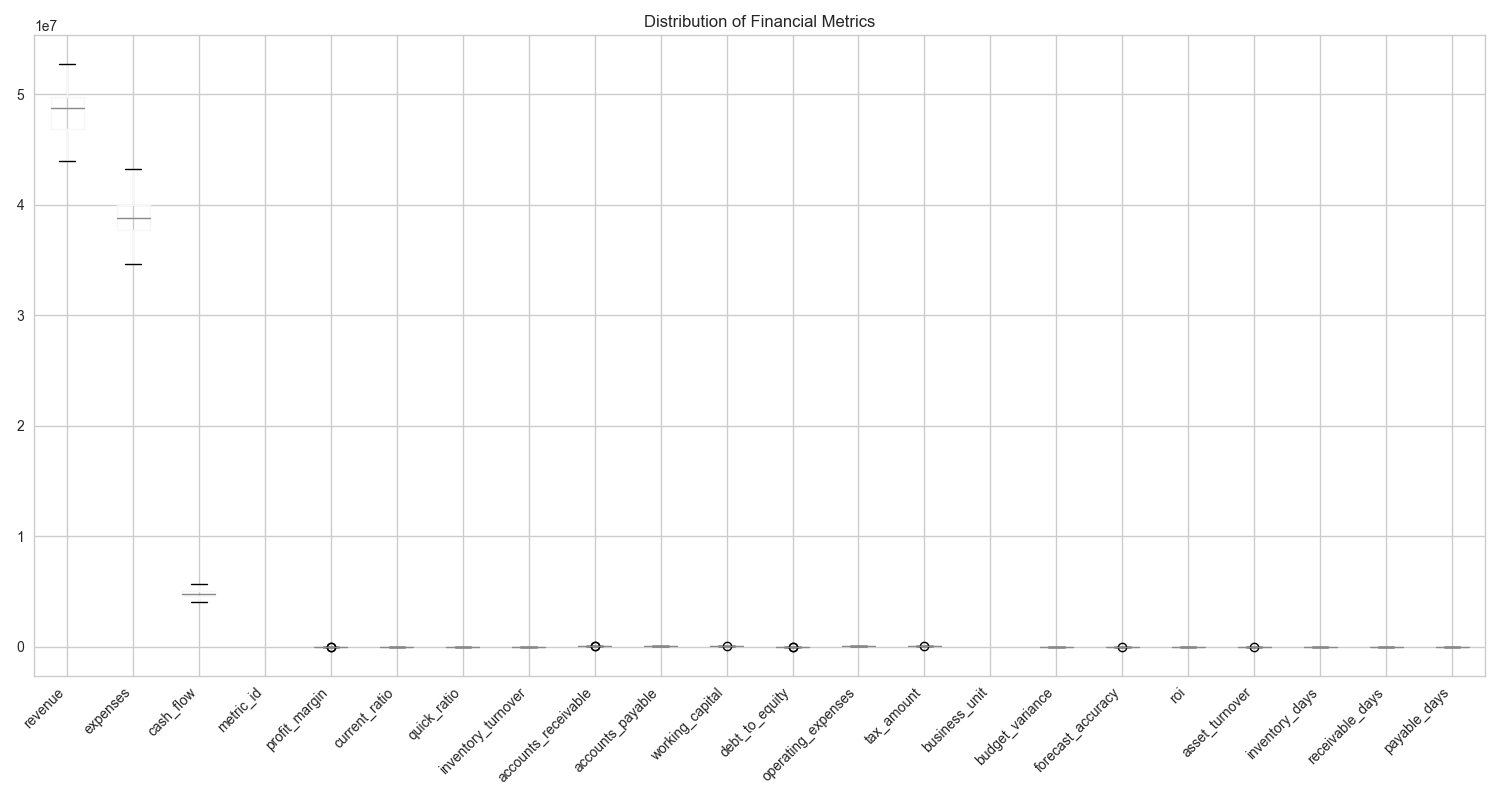 Distribution of Financial Metrics
1e7
5
4
3
2
1
0
revenue
expenses
cash_flow
metric_id
profit_margin
current_ratio
quick_ratio
inventory_turnover
accounts_receivable
accounts_payable
working_capital
debt_to_equity
operating_expenses
tax_amount
business_unit
budget_variance
forecast_accuracy
roi
asset_turnover
inventory_days
receivable_days
payable_days